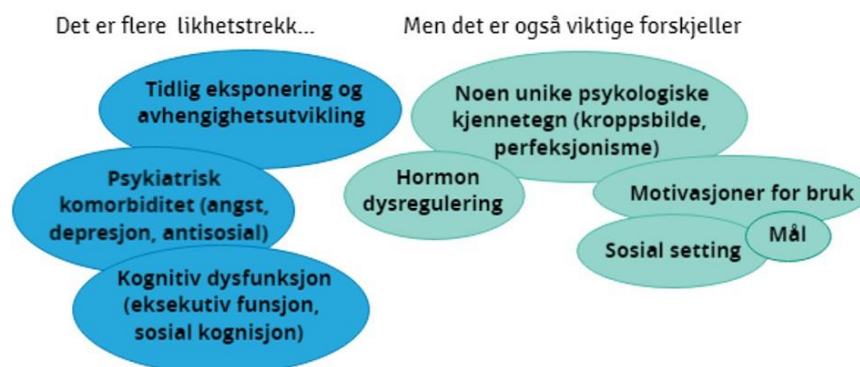 Det er flere likhetstrekk...
Tidlig eksponering og
avhengighetsutvikling
Psykiatrisk
komorbiditet (angst,
depresjon, antisosial)
Kognitiv dysfunksjon
(eksekutiv funsjon,
sosial kognisjon)
Men det er også viktige forskjeller
Noen unike psykologiske
kjennetegn (kroppsbilde,
perfeksjonisme)
Hormon
dysregulering
Motivasjoner for bruk
Sosial setting
Mål